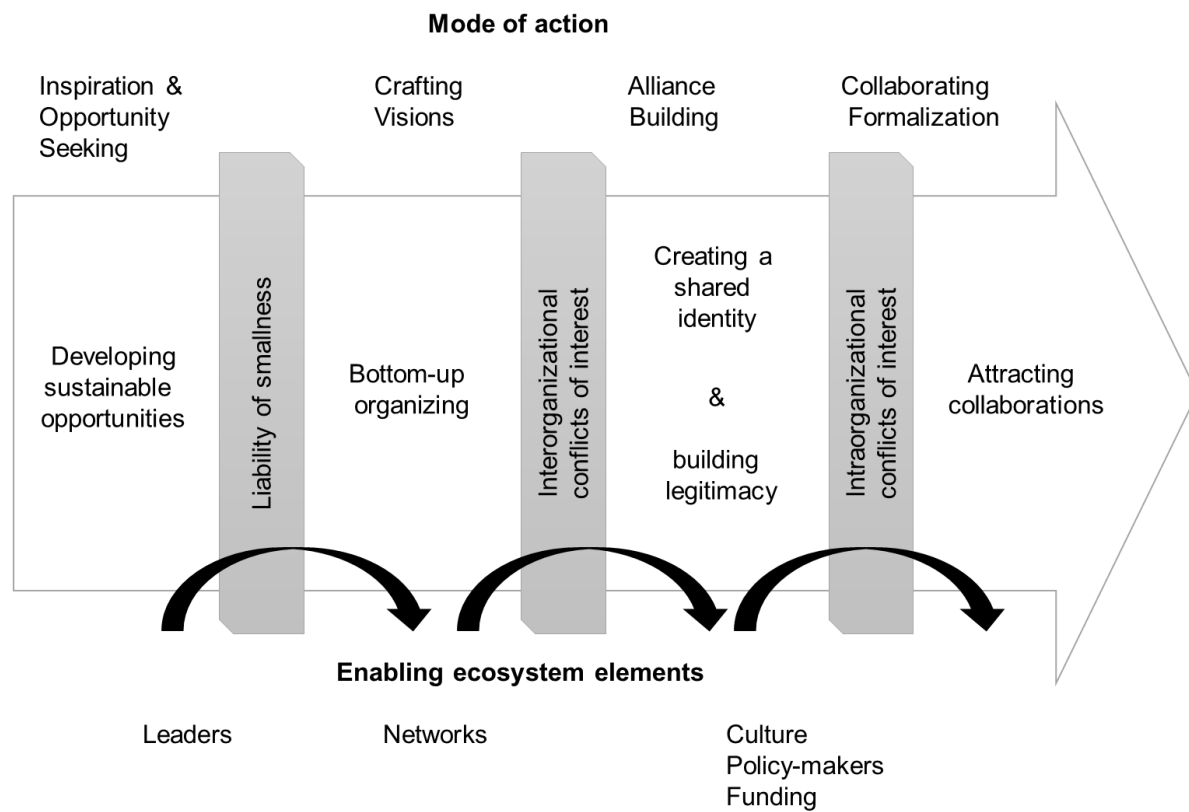 Mode of action
Inspiration &
Opportunity
Seeking
Crafting
Visions
Alliance
Building
Collaborating
Formalization
Developing
sustainable
opportunities
Liability of smallness
Bottom-up
organizing
Interorganizational
conflicts of interest
Creating a
shared
identity
&
building
legitimacy
Intraorganizational
conflicts of interest
Attracting
collaborations
Enabling ecosystem elements
Leaders
Networks
Culture
Policy-makers
Funding